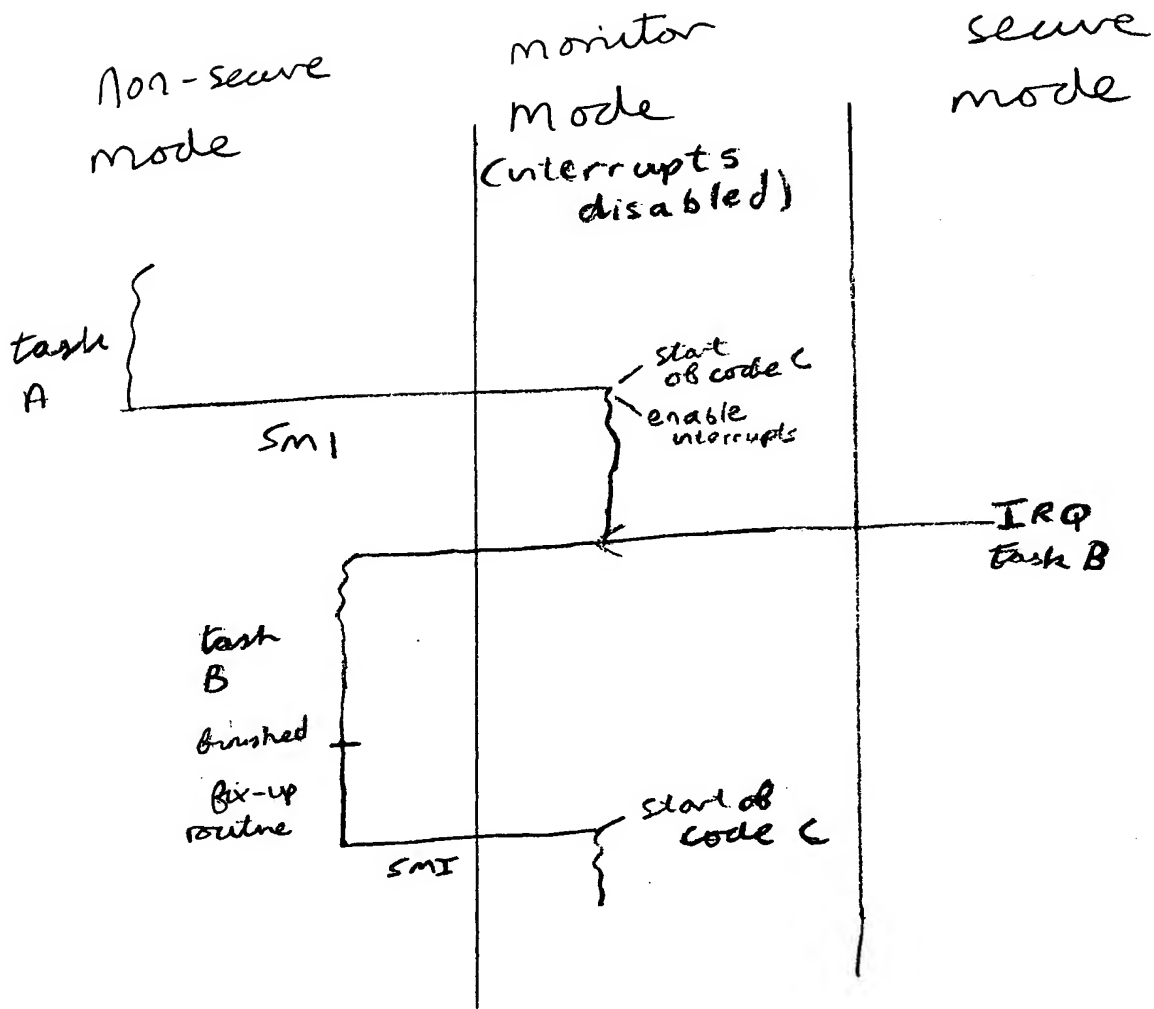 non-secure
mode
monitor
mode
(interrupts
disabled)
secure
mode
task
A
SMI
start
of code C
enable
interrupts
IRQ
task B
task
B
finished
fix-up
routine
SMI
start of
code C